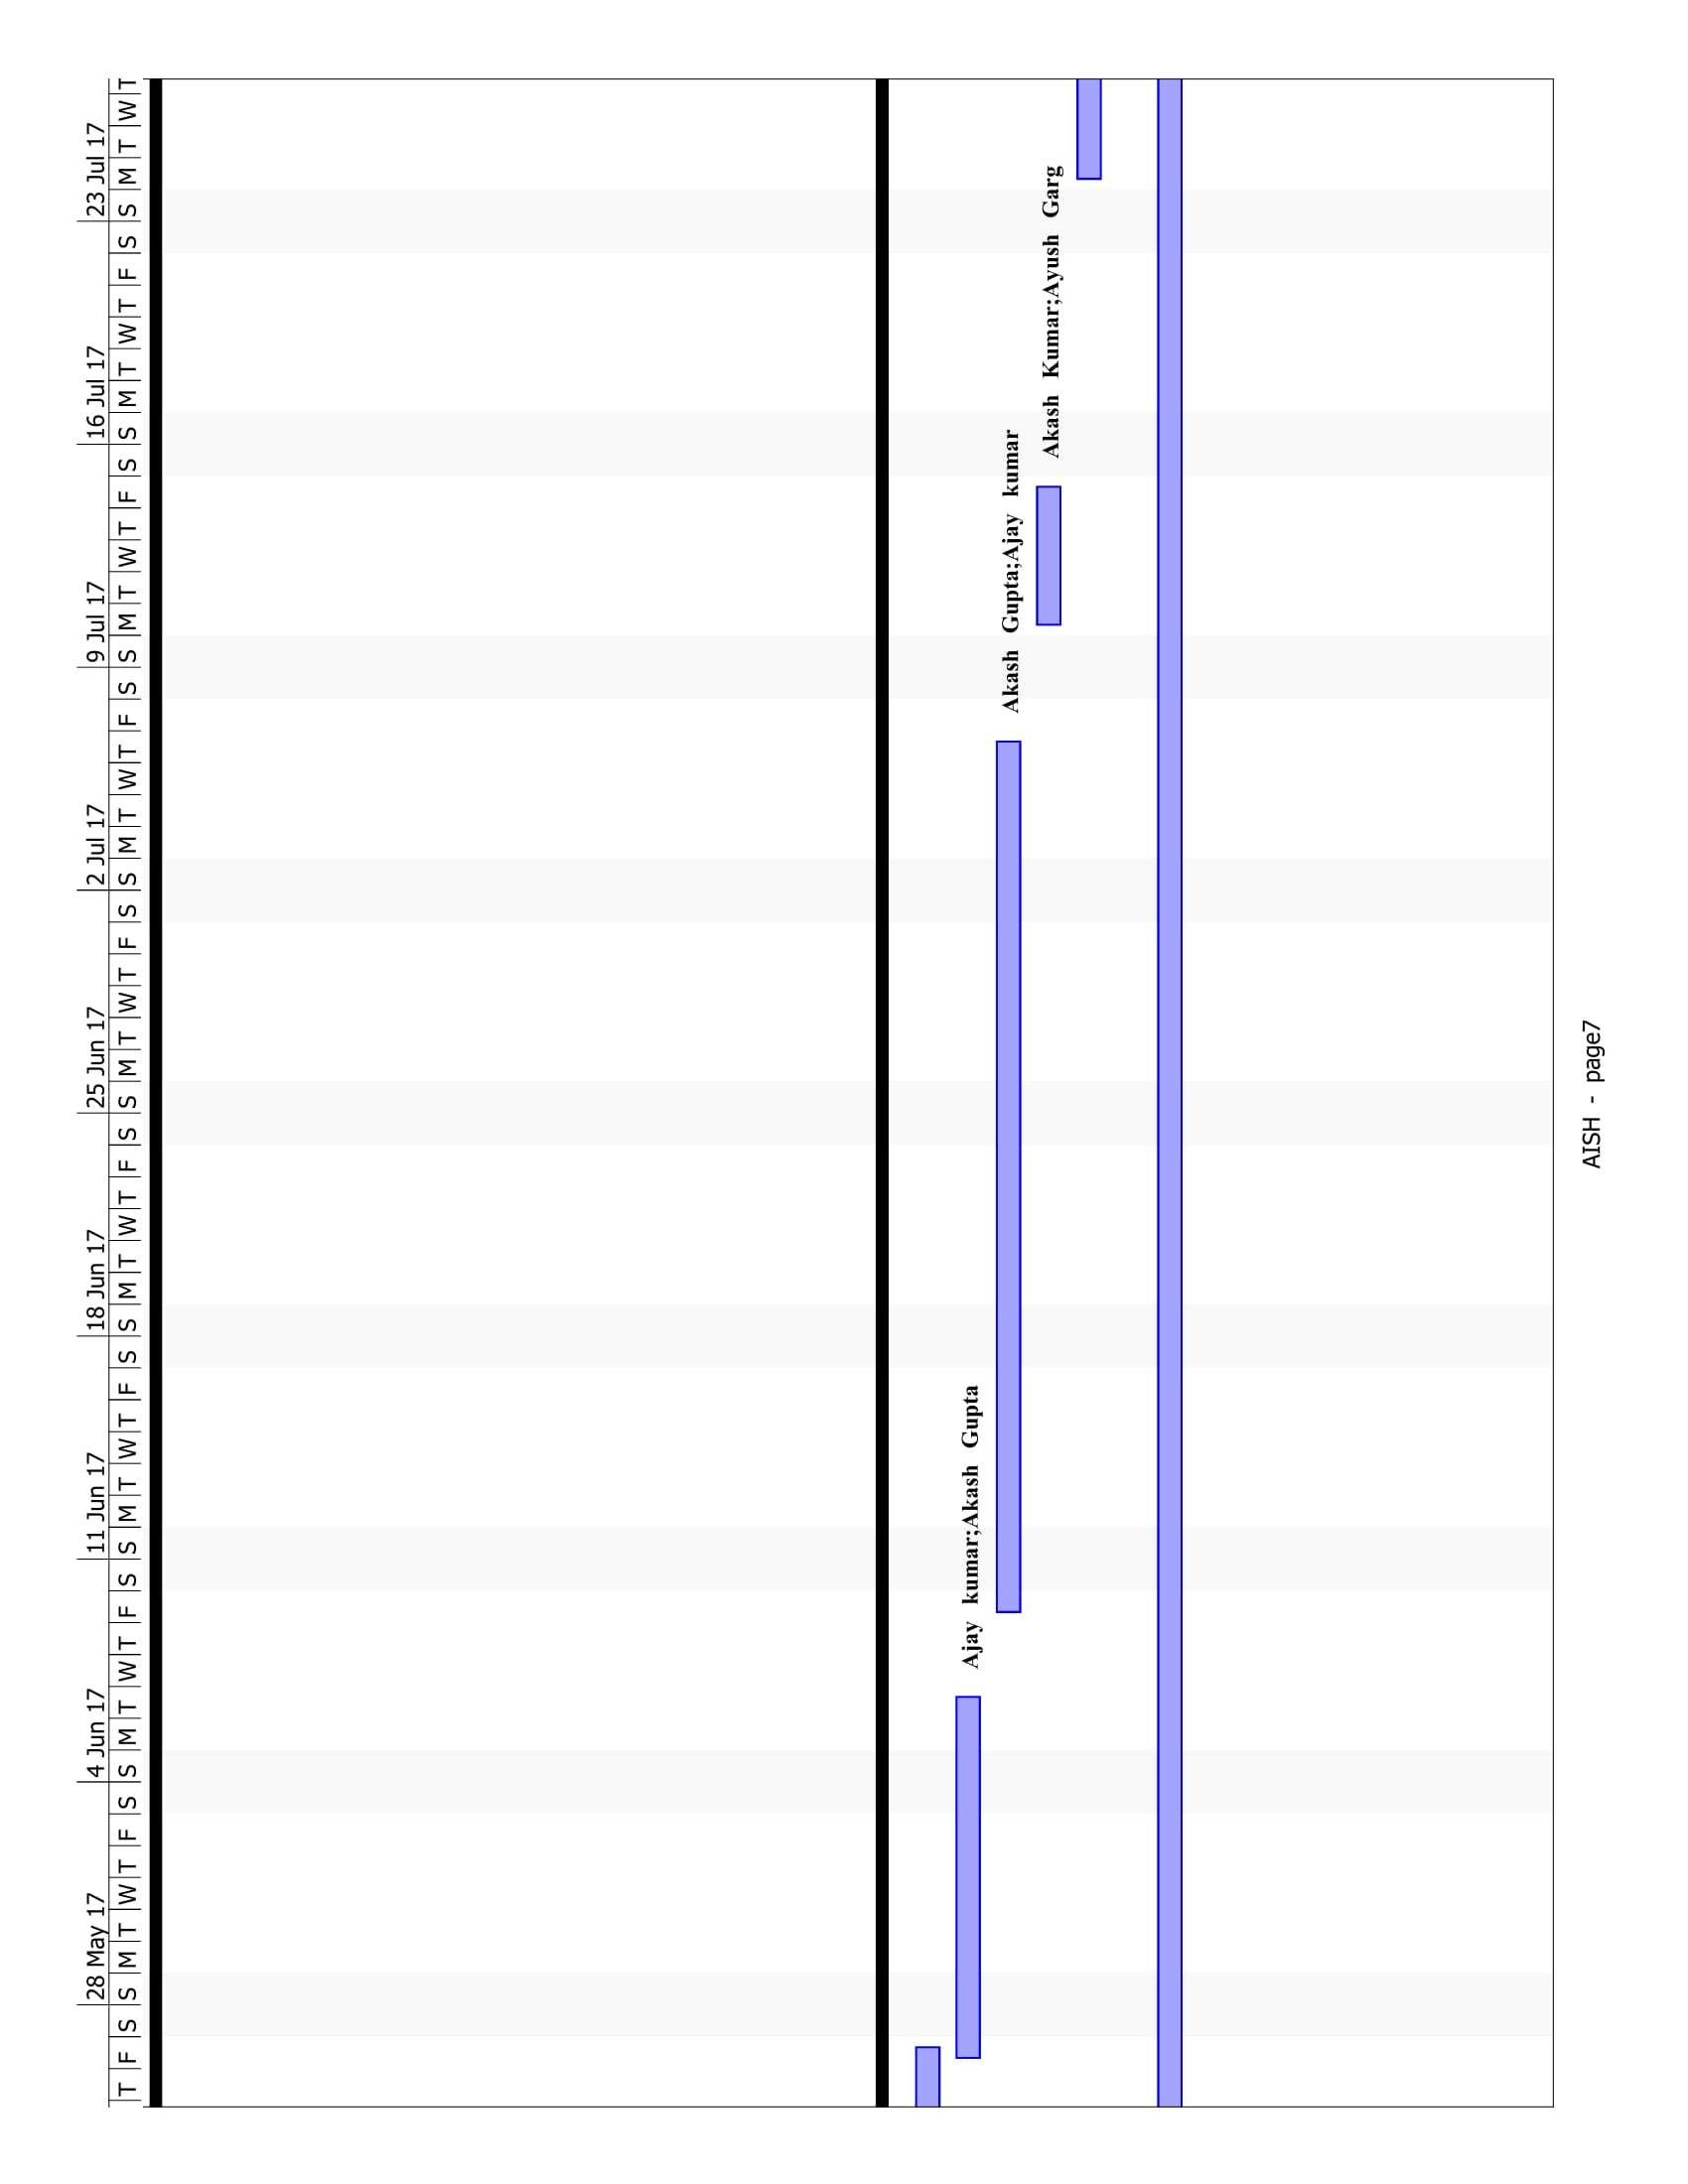 28 May 17 4 Jun 17 11 Jun 17 18 Jun 17 25 Jun 17 2 Jul 17 9 Jul 17 16 Jul 17 23 Jul 17
T F S S M T W T F S S M T W T F S S M T W T F S S M T W T F S S M T W T F S S M T W T F S S M T W T F S S M T W T F S S M T W T
Ajay kumar;Akash Gupta
Akash Gupta;Ajay kumar
Akash Kumar;Ayush Garg
AISH - page7